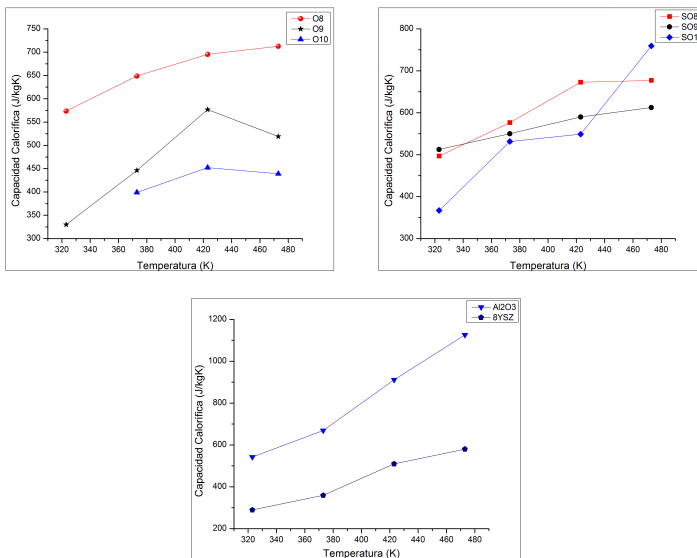 O8
O9
O10
750
700
650
600
550
500
450
400
350
300
Capacidad Calorífica (J/kgK)
320 340 360 380 400 420 440 460 480
Temperatura (K)
SO8
SO9
SO1
800
700
600
500
400
300
Capacidad Calorífica (J/kgK)
320 340 360 380 400 420 440 460 480
Temperatura (K)
Al2O3
8YSZ
1200
1000
800
600
400
200
Capacidad Calorífica (J/kgK)
320 340 360 380 400 420 440 460 480
Temperatura (K)